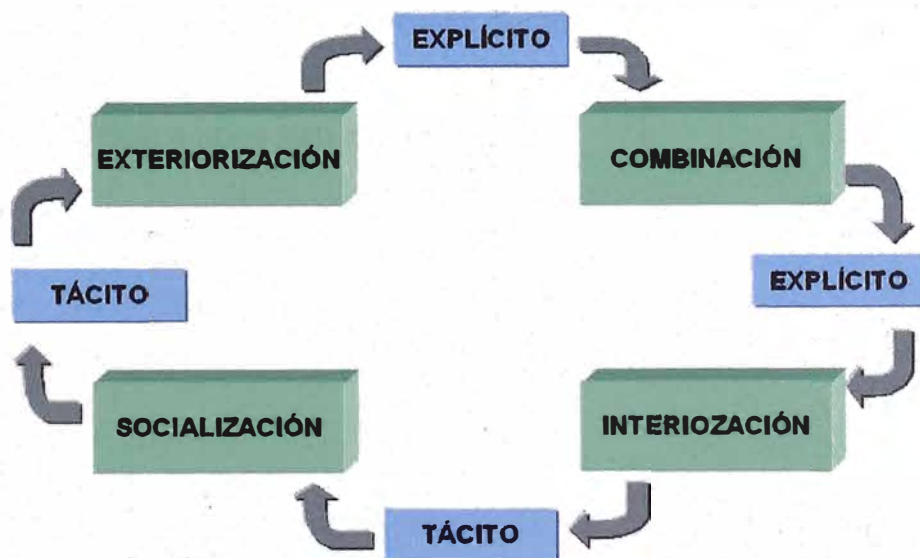 EXPLÍCITO
EXTERIORIZACIÓN
COMBINACIÓN
TÁCITO
EXPLÍCITO
SOCIALIZACIÓN
INTERIOZACIÓN
TÁCITO